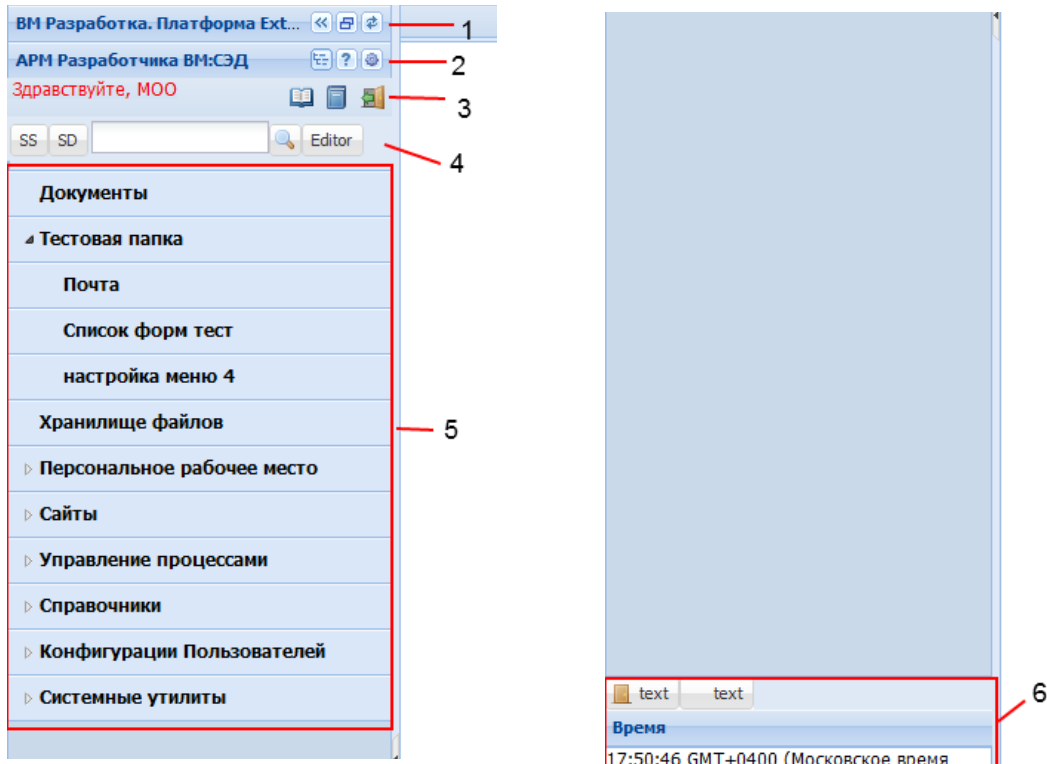 ВМ Разработка. Платформа Ext...
1
АРМ Разработчика ВМ:СЭД
?
2
Здравствуйте, МОО
3
SS SD Editor
4
Документы
Тестовая папка
Почта
Список форм тест
настройка меню 4
Хранилище файлов
5
Персональное рабочее место
Сайты
Управление процессами
Справочники
Конфигурации Пользователей
Системные утилиты
text text
6
Время
17:50:46 GMT+0400 (Московское время